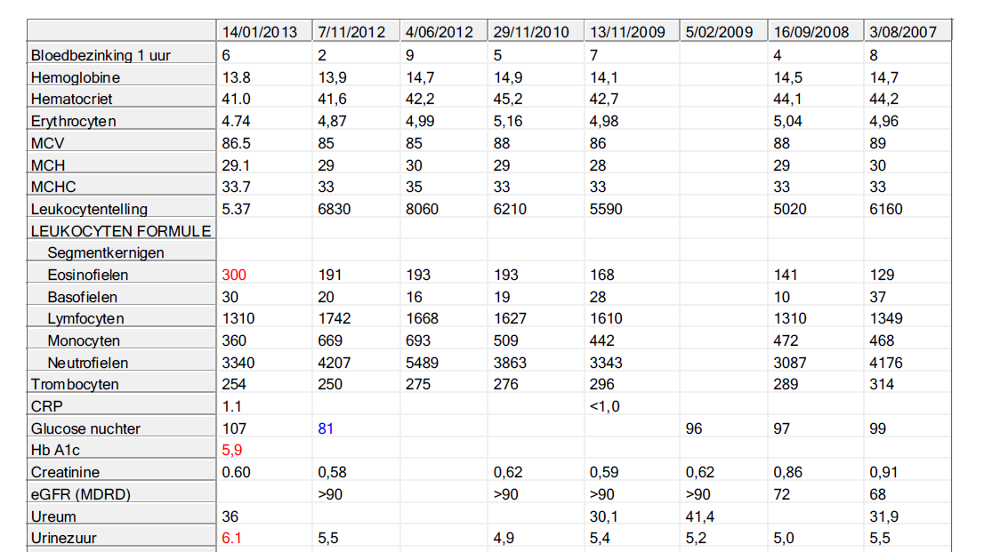 14/01/2013 7/11/2012 4/06/2012 29/11/2010 13/11/2009 5/02/2009 16/09/2008 3/08/2007
Bloedbezinking 1 uur 6 2 9 5 7 4 8
Hemoglobine 13.8 13,9 14,7 14,9 14,1 14,5 14,7
Hematocriet 41.0 41,6 42,2 45,2 42,7 44,1 44,2
Erythrocyten 4.74 4,87 4,99 5,16 4,98 5,04 4,96
MCV 86.5 85 85 88 86 88 89
MCH 29.1 29 30 29 28 29 30
MCHC 33.7 33 35 33 33 33 33
Leukocytentelling 5.37 6830 8060 6210 5590 5020 6160
LEUKOCYTEN FORMULE
Segmentkernigen
Eosinofielen 300 191 193 193 168 141 129
Basofielen 30 20 16 19 28 10 37
Lymfocyten 1310 1742 1668 1627 1610 1310 1349
Monocyten 360 669 693 509 442 472 468
Neutrofielen 3340 4207 5489 3863 3343 3087 4176
Trombocyten 254 250 275 276 296 289 314
CRP 1.1 <1,0
Glucose nuchter 107 81 96 97 99
Hb A1c 5,9
Creatinine 0.60 0,58 0,62 0,59 0,62 0,86 0,91
eGFR (MDRD) >90 >90 >90 >90 72 68
Ureum 36 30,1 41,4 31,9
Urinezuur 6.1 5,5 4,9 5,4 5,2 5,0 5,5